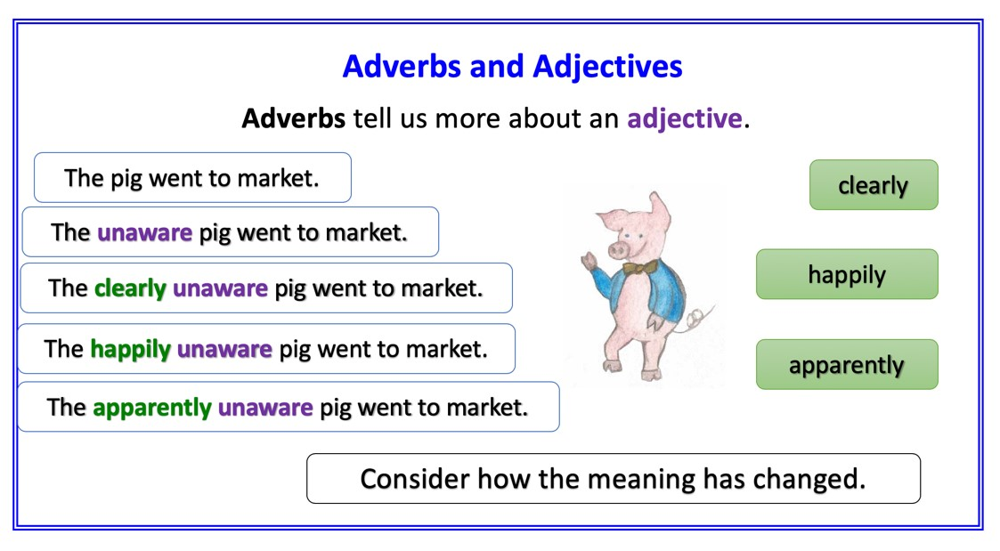 Adverbs and Adjectives
Adverbs tell us more about an adjective.
The pig went to market.
The unaware pig went to market.
The clearly unaware pig went to market.
The happily unaware pig went to market.
The apparently unaware pig went to market.
clearly
happily
apparently
Consider how the meaning has changed.